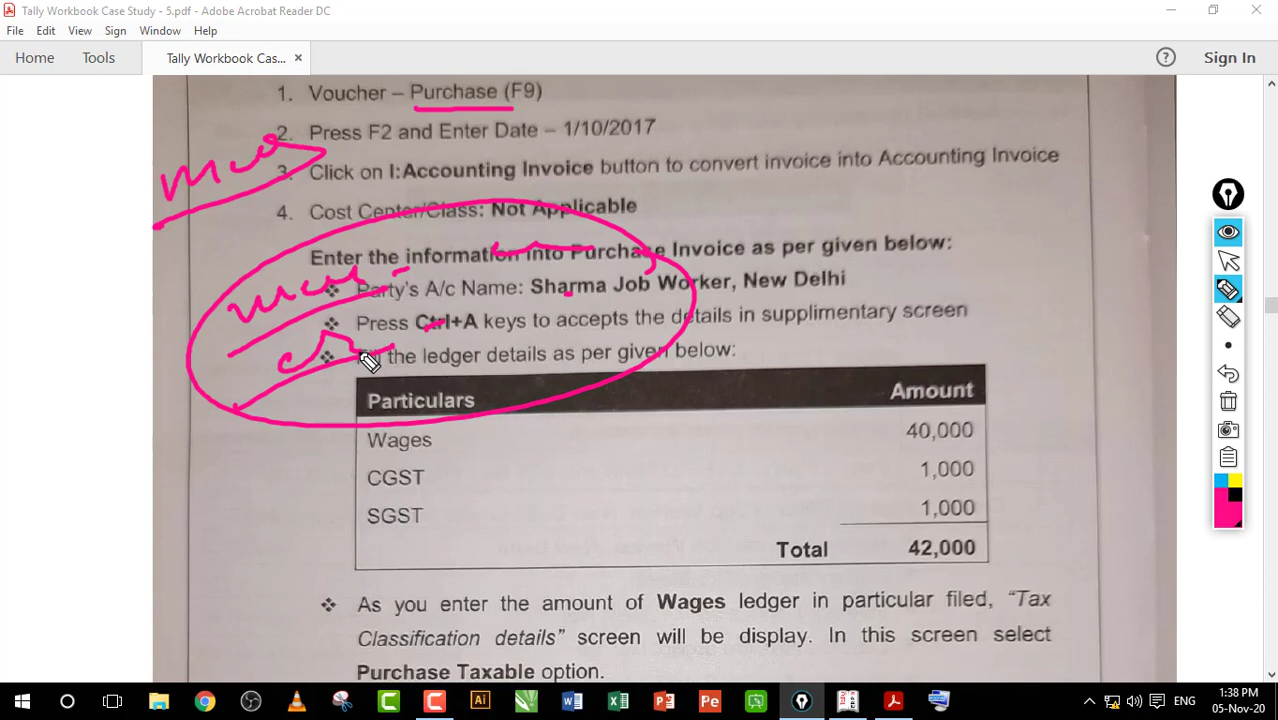 Tally Workbook Case Study - 5.pdf - Adobe Acrobat Reader DC
File Edit View Sign Window Help
Home Tools Tally Workbook Cas... × Sign In
1. Voucher – Purchase (F9)
2. Press F2 and Enter Date – 1/10/2017
3. Click on I:Accounting Invoice button to convert invoice into Accounting Invoice
4. Cost Center/Class: Not Applicable
Enter the information into Purchase Invoice as per given below:
❖ Party's A/c Name: Sharma Job Worker, New Delhi
❖ Press Ctrl+A keys to accepts the details in supplimentary screen
❖ the ledger details as per given below:
Particulars Amount
Wages 40,000
CGST 1,000
SGST 1,000
Total 42,000
❖ As you enter the amount of Wages ledger in particular filed, “Tax
Classification details” screen will be display. In this screen select
Purchase Taxable option.
ENG 1:38 PM
05-Nov-20